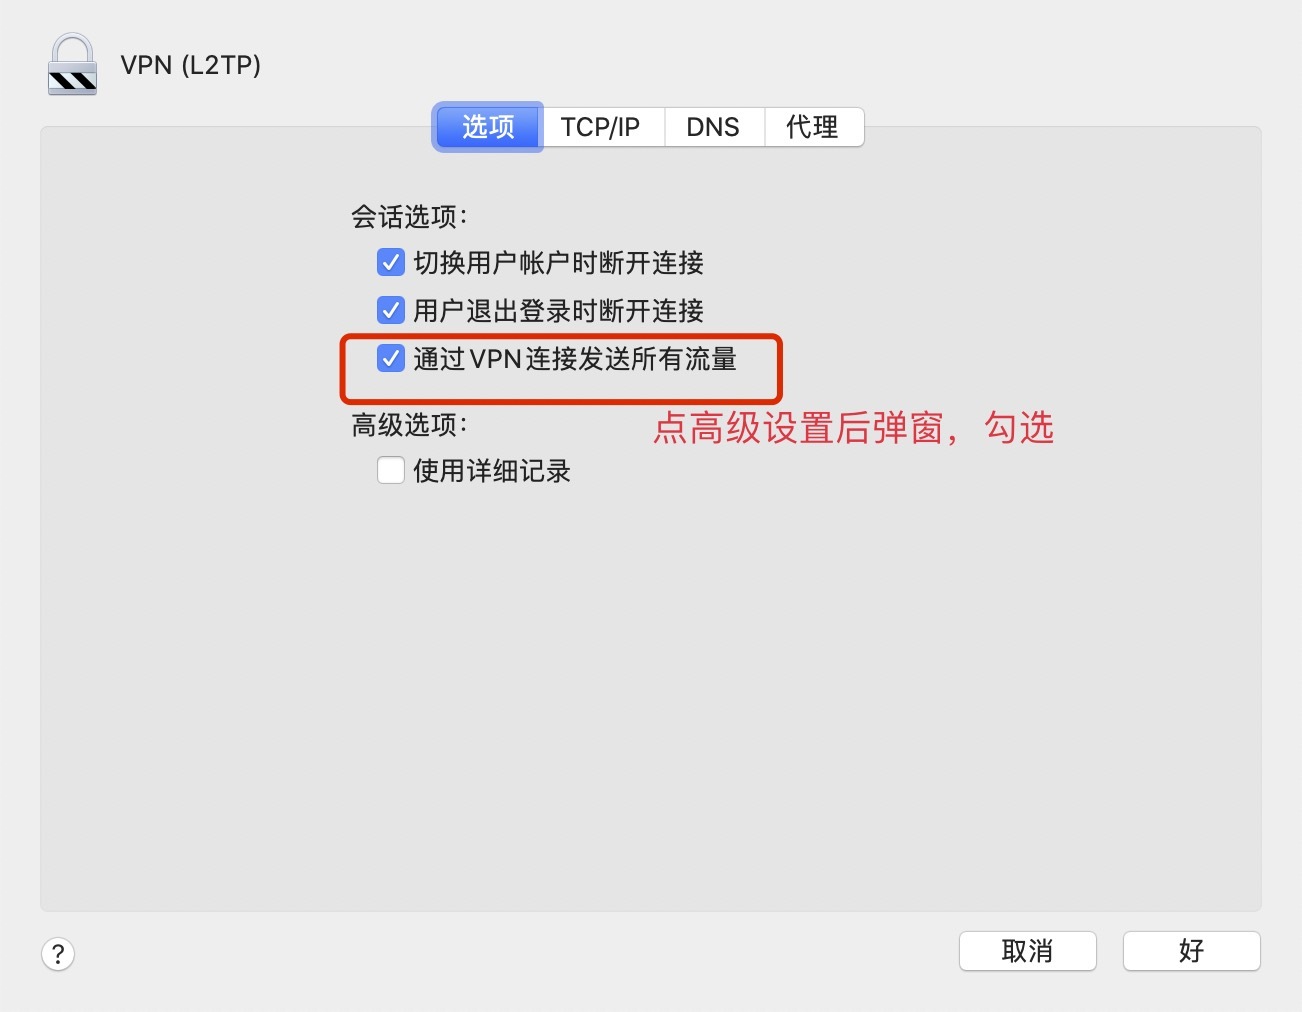 VPN (L2TP)
选项 TCP/IP DNS 代理
会话选项：
切换用户帐户时断开连接
用户退出登录时断开连接
通过VPN连接发送所有流量
高级选项：
点高级设置后弹窗，勾选
使用详细记录
? 取消 好